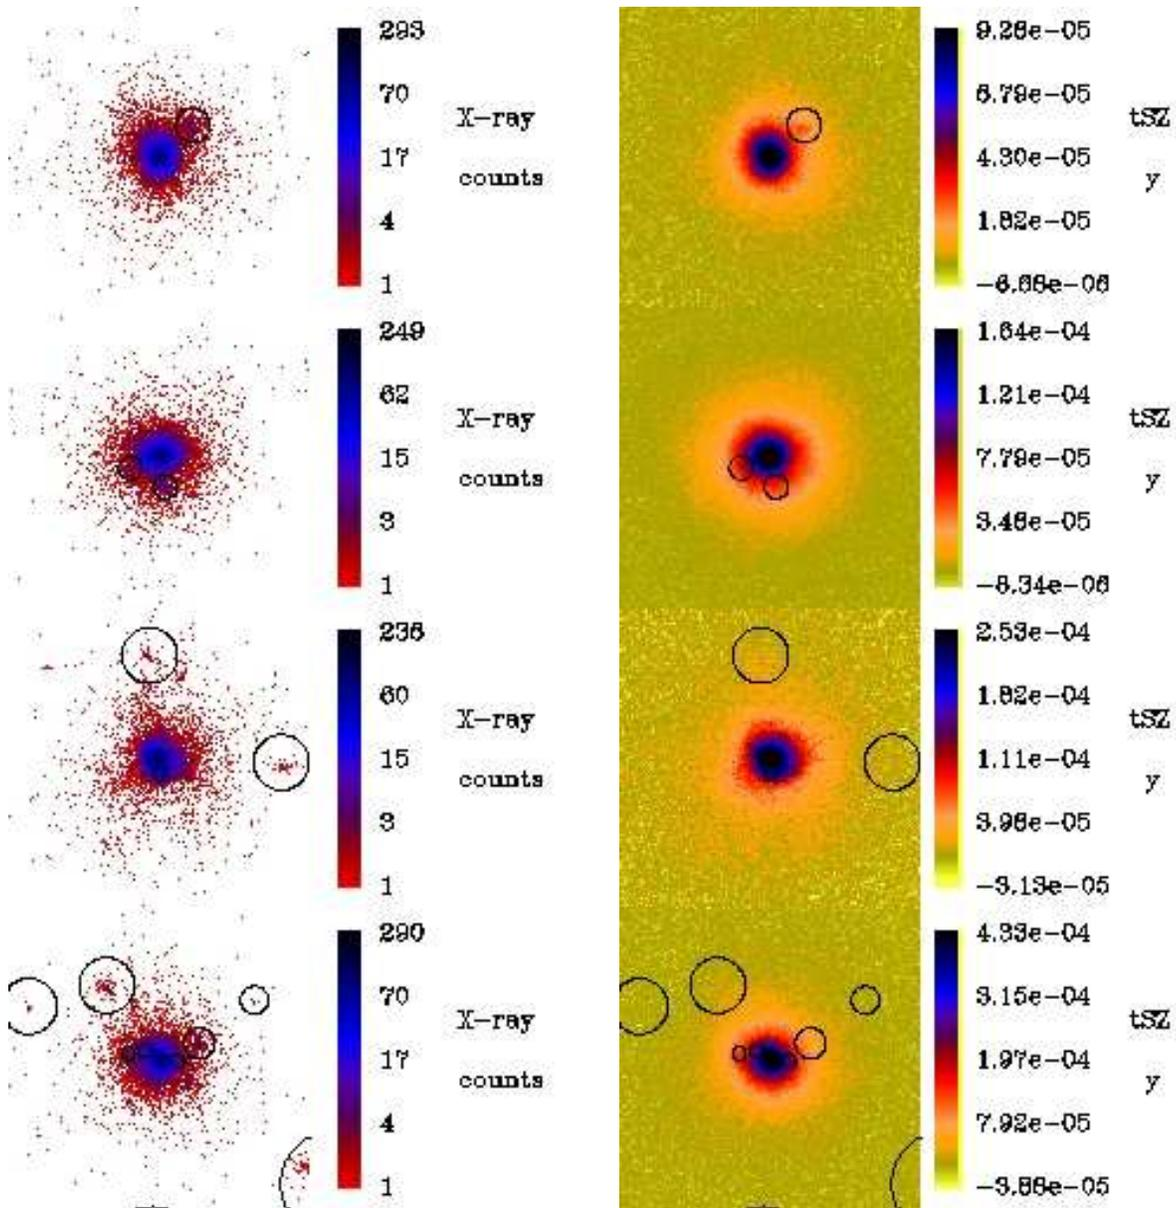 293
70
X-ray
17
counts
4
1
9.26e-05
6.79e-05
tSZ
4.30e-05
y
1.82e-05
-6.68e-06
249
62
X-ray
15
counts
3
1
1.64e-04
1.21e-04
tSZ
7.79e-05
y
3.46e-05
-8.34e-06
236
60
X-ray
15
counts
3
1
2.53e-04
1.82e-04
tSZ
1.11e-04
y
3.98e-05
-3.13e-05
290
70
X-ray
17
counts
4
1
4.33e-04
3.15e-04
tSZ
1.97e-04
y
7.92e-05
-3.88e-05